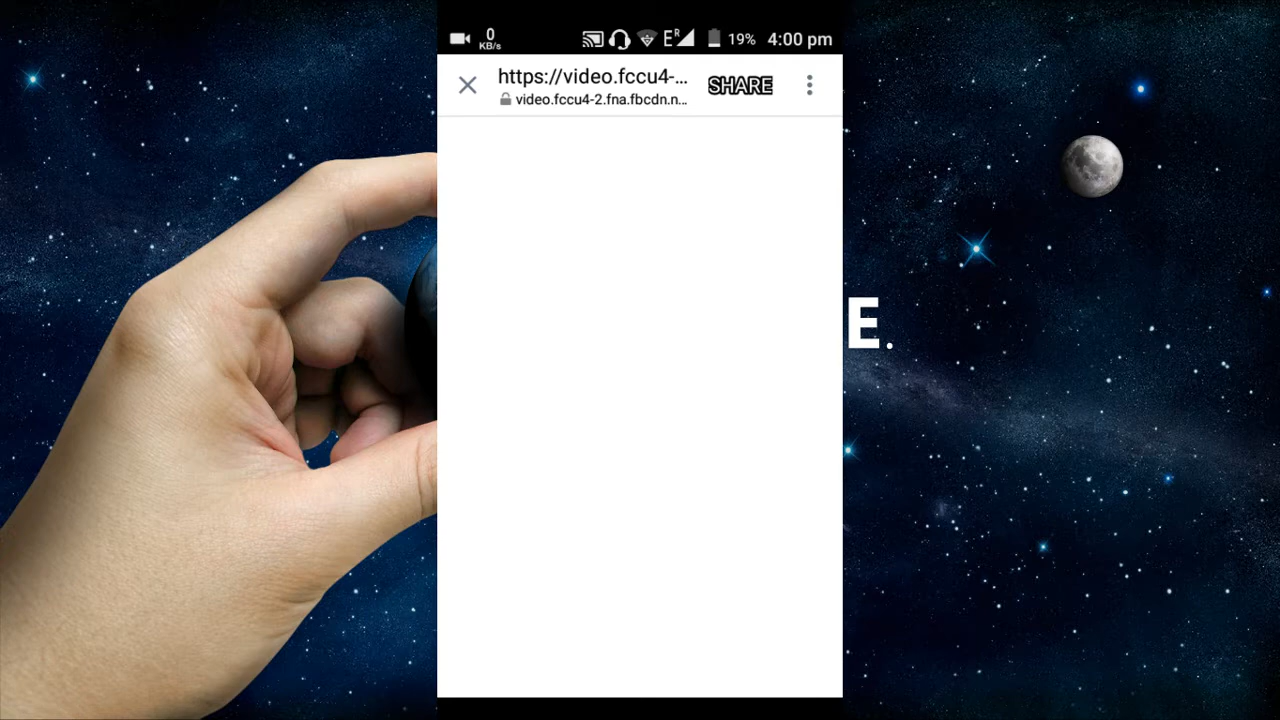 0
KB/s
E R 19% 4:00 pm
https://video.fccu4-...
SHARE
video.fccu4-2.fna.fbcdn.n...
E.